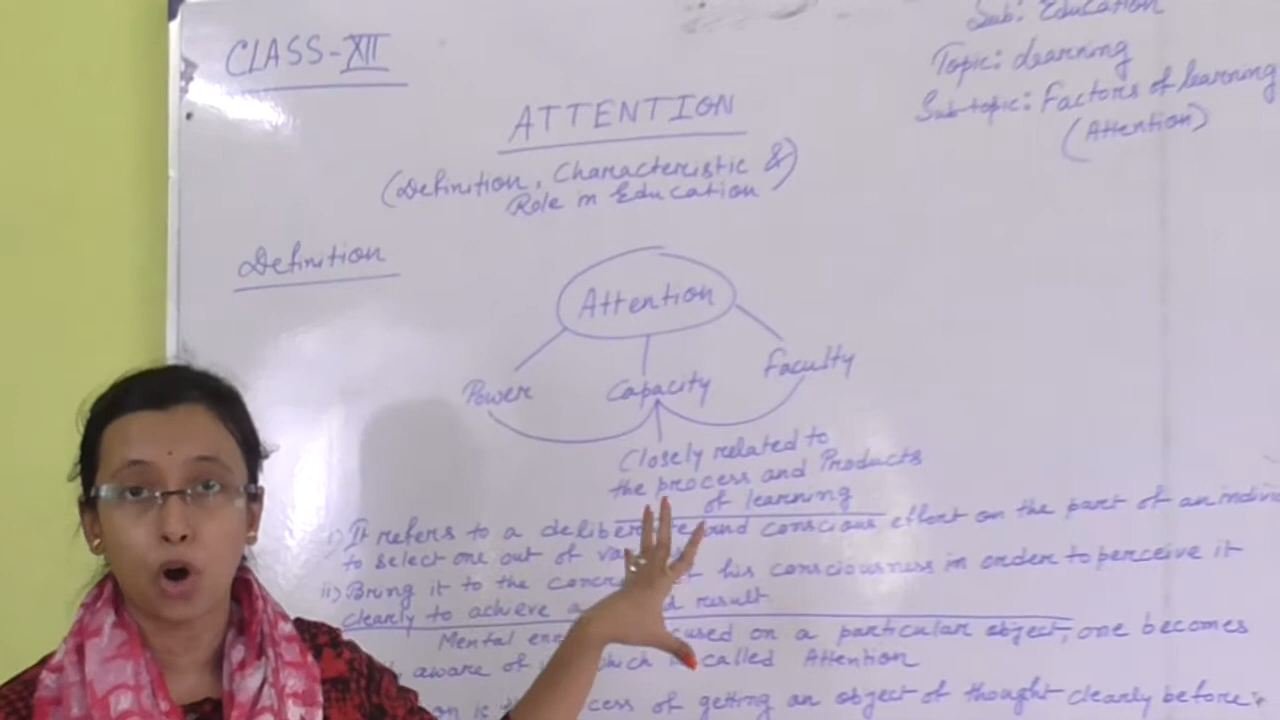 CLASS-XII
Sub: Education
Topic: Learning
Sub-topic: Factors of learning
(Attention)
ATTENTION
(Definition, Characteristic &
Role in Education)
Definition
Attention
Power
Capacity
Faculty
Closely related to
the process and Products
of learning
i) It refers to a deliberate and conscious effort on the part of an
to select one out of
ii) Bring it to the his consciousness in order to perceive it
clearly to achieve a result
Mental on a particular object, one becomes
aware of which called Attention
of getting an object of thought clearly before